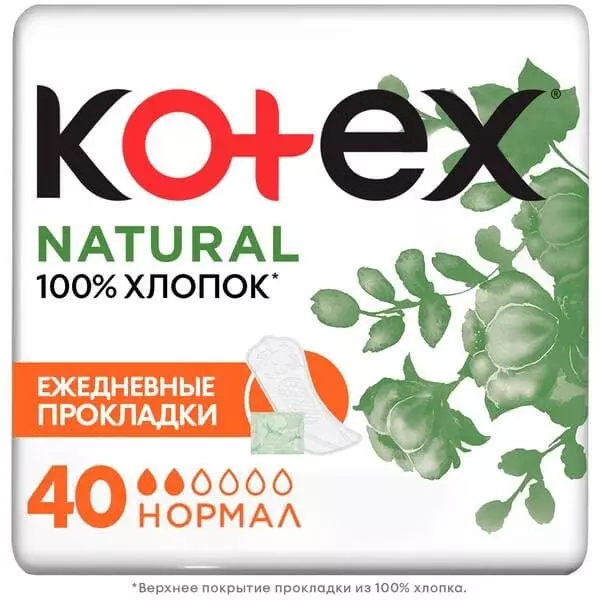 Kotex®
NATURAL
100% ХЛОПОК*
ЕЖЕДНЕВНЫЕ
ПРОКЛАДКИ
40
НОРМАЛ
*Верхнее покрытие прокладки из 100% хлопка.